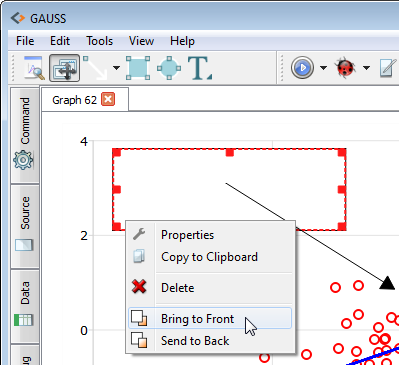 GAUSS
File Edit Tools View Help
Command
Source
Data
Graph 62
4
2
0
Properties
Copy to Clipboard
Delete
Bring to Front
Send to Back